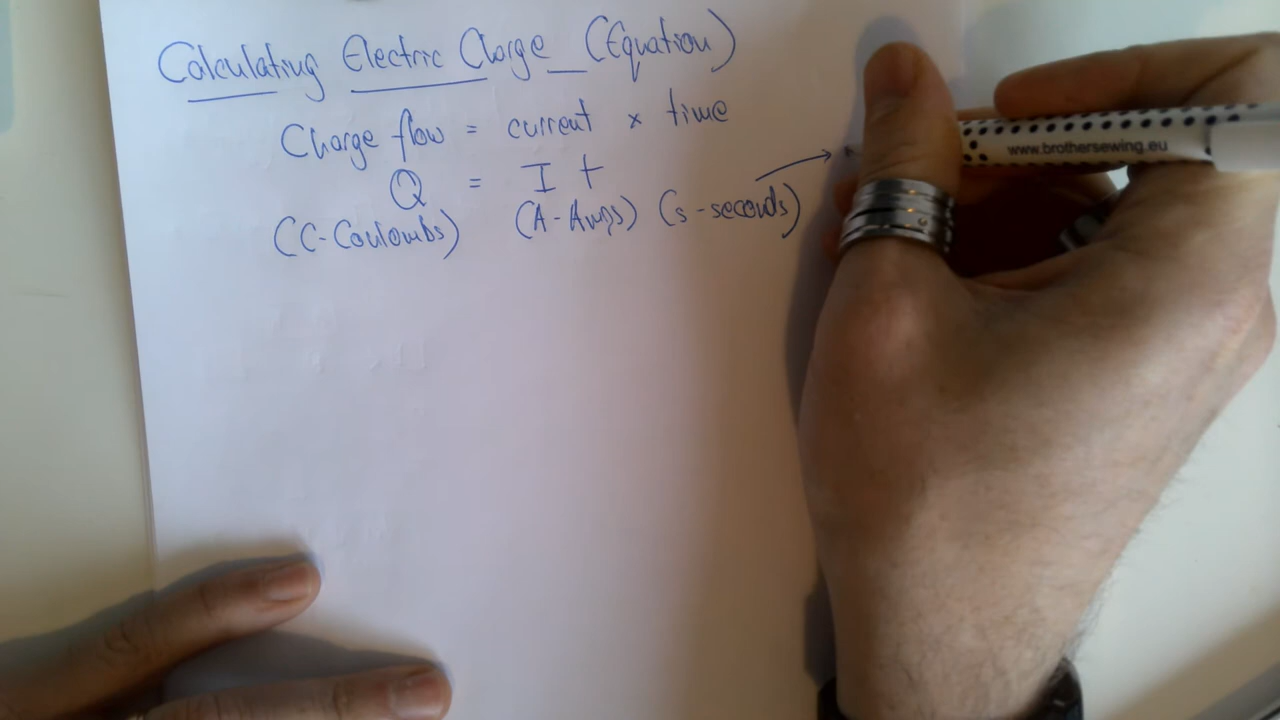 Calculating Electric Charge (Equation)
Charge flow = current × time
Q = I t
(C-Coulombs) (A-Amps) (s-seconds)
www.brothersewing.eu